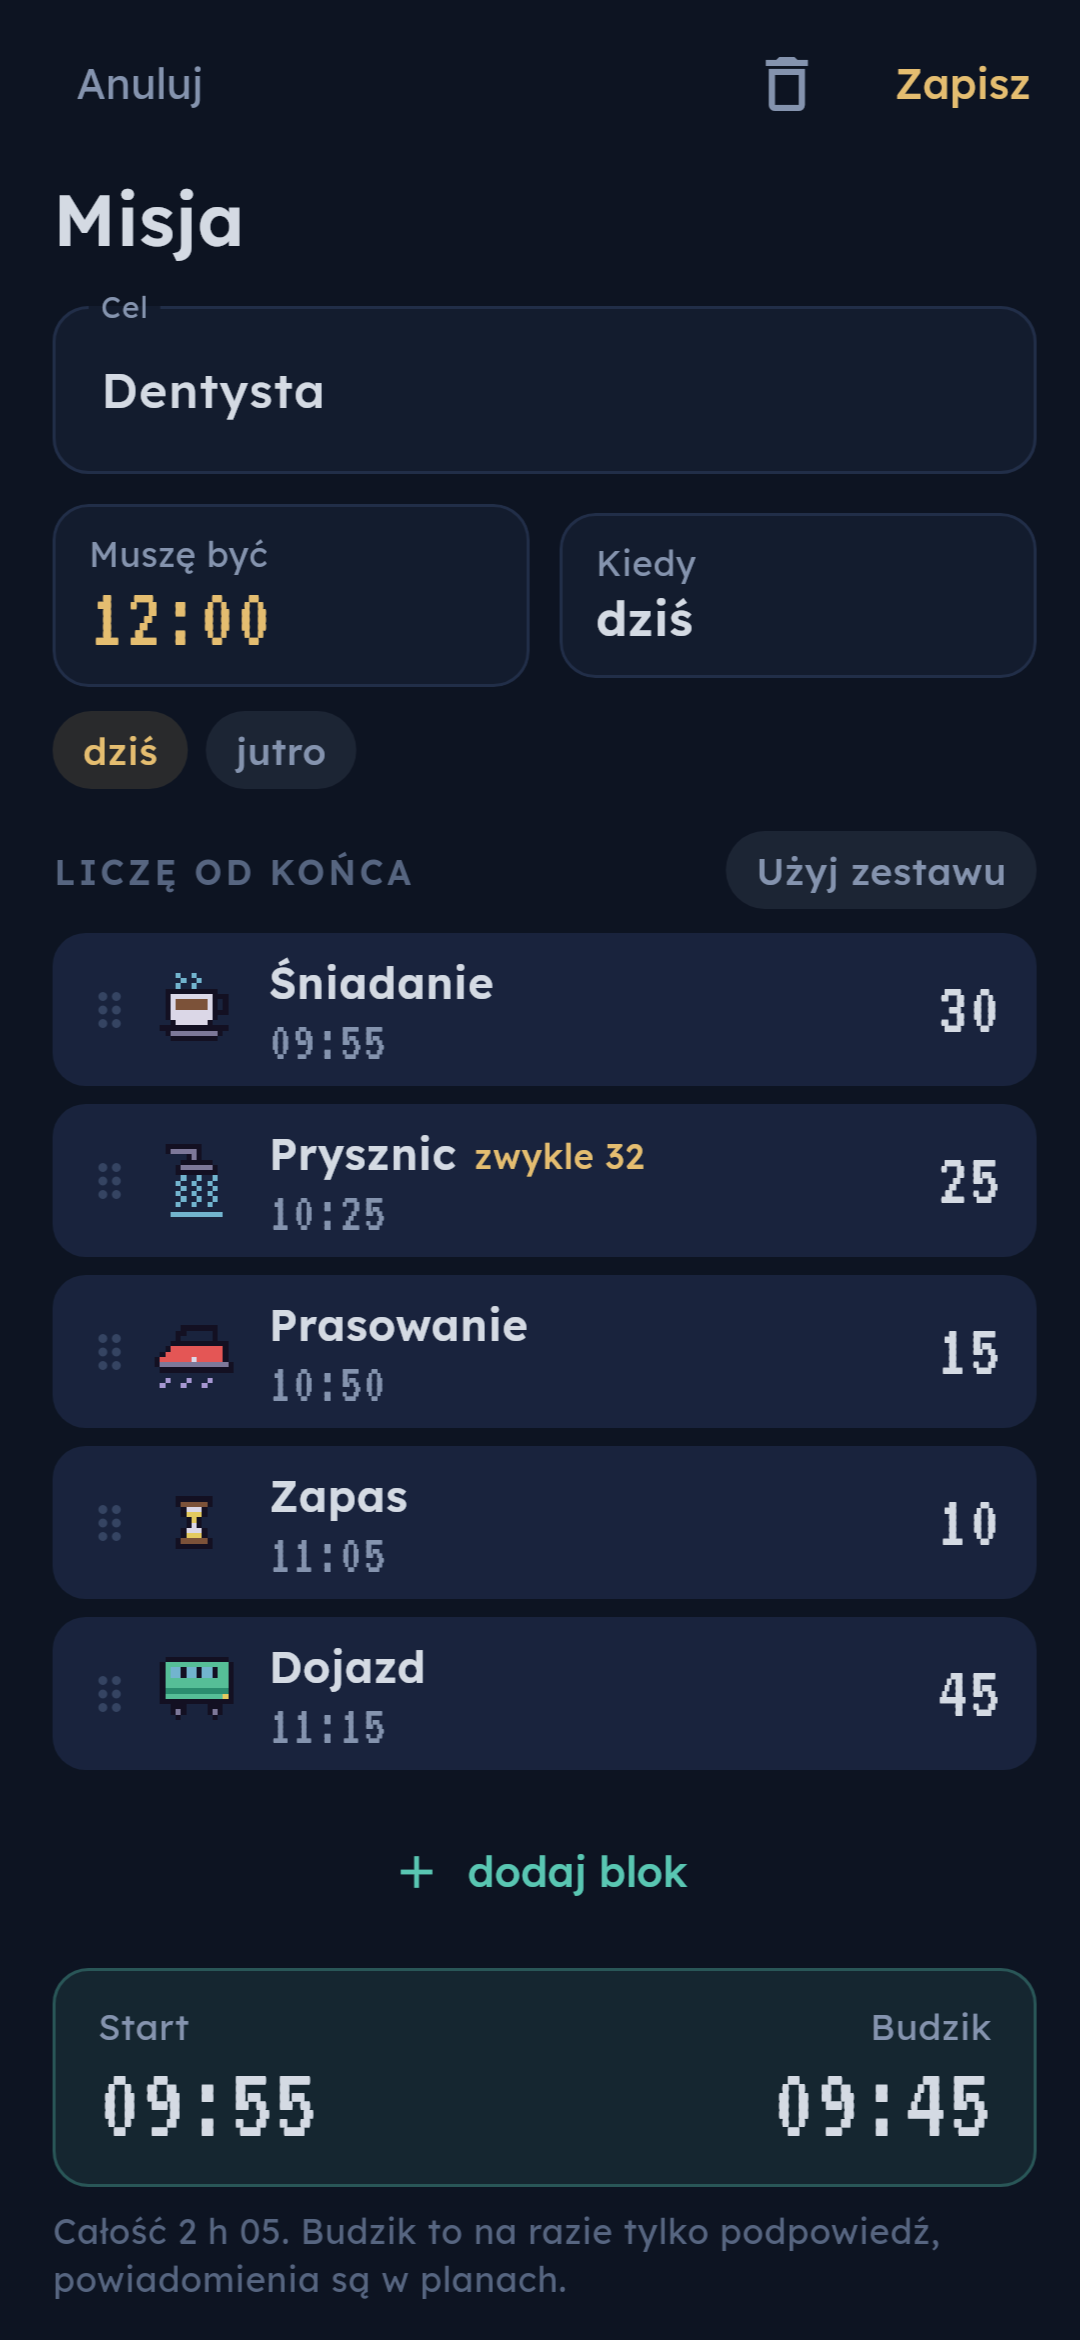 Anuluj
Zapisz
Misja
Cel
Dentysta
Muszę być
12:00
Kiedy
dziś
dziś
jutro
LICZĘ OD KOŃCA
Użyj zestawu
Śniadanie
09:55
30
Prysznic zwykle 32
10:25
25
Prasowanie
10:50
15
Zapas
11:05
10
Dojazd
11:15
45
+ dodaj blok
Start
09:55
Budzik
09:45
Całość 2 h 05. Budzik to na razie tylko podpowiedź,
powiadomienia są w planach.